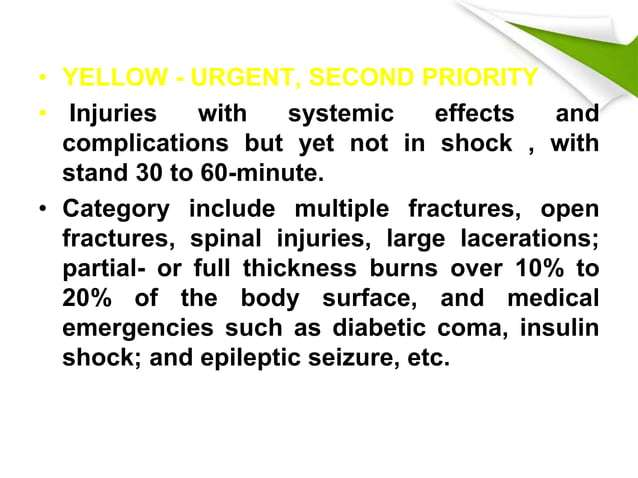 • YELLOW - URGENT, SECOND PRIORITY
• Injuries with systemic effects and
complications but yet not in shock , with
stand 30 to 60-minute.
• Category include multiple fractures, open
fractures, spinal injuries, large lacerations;
partial- or full thickness burns over 10% to
20% of the body surface, and medical
emergencies such as diabetic coma, insulin
shock; and epileptic seizure, etc.